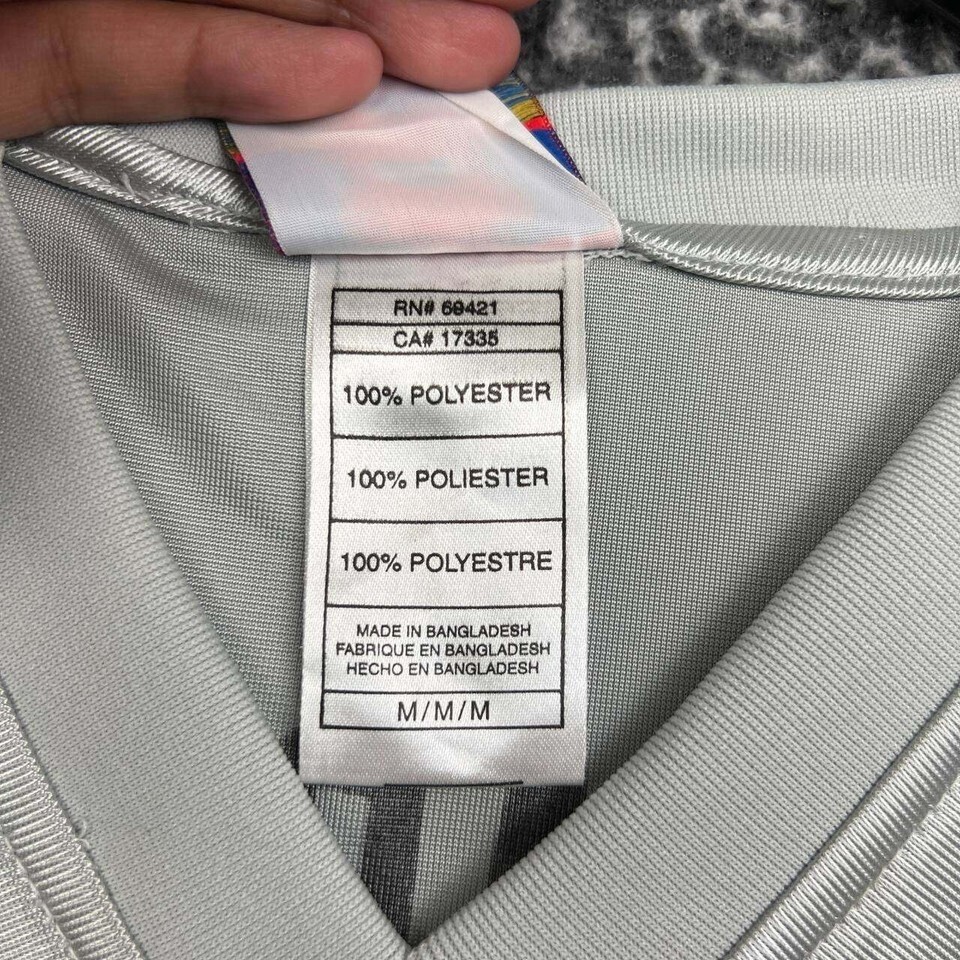 RN# 69421
CA# 17335
100% POLYESTER
100% POLIESTER
100% POLYESTRE
MADE IN BANGLADESH
FABRIQUE EN BANGLADESH
HECHO EN BANGLADESH
M/M/M